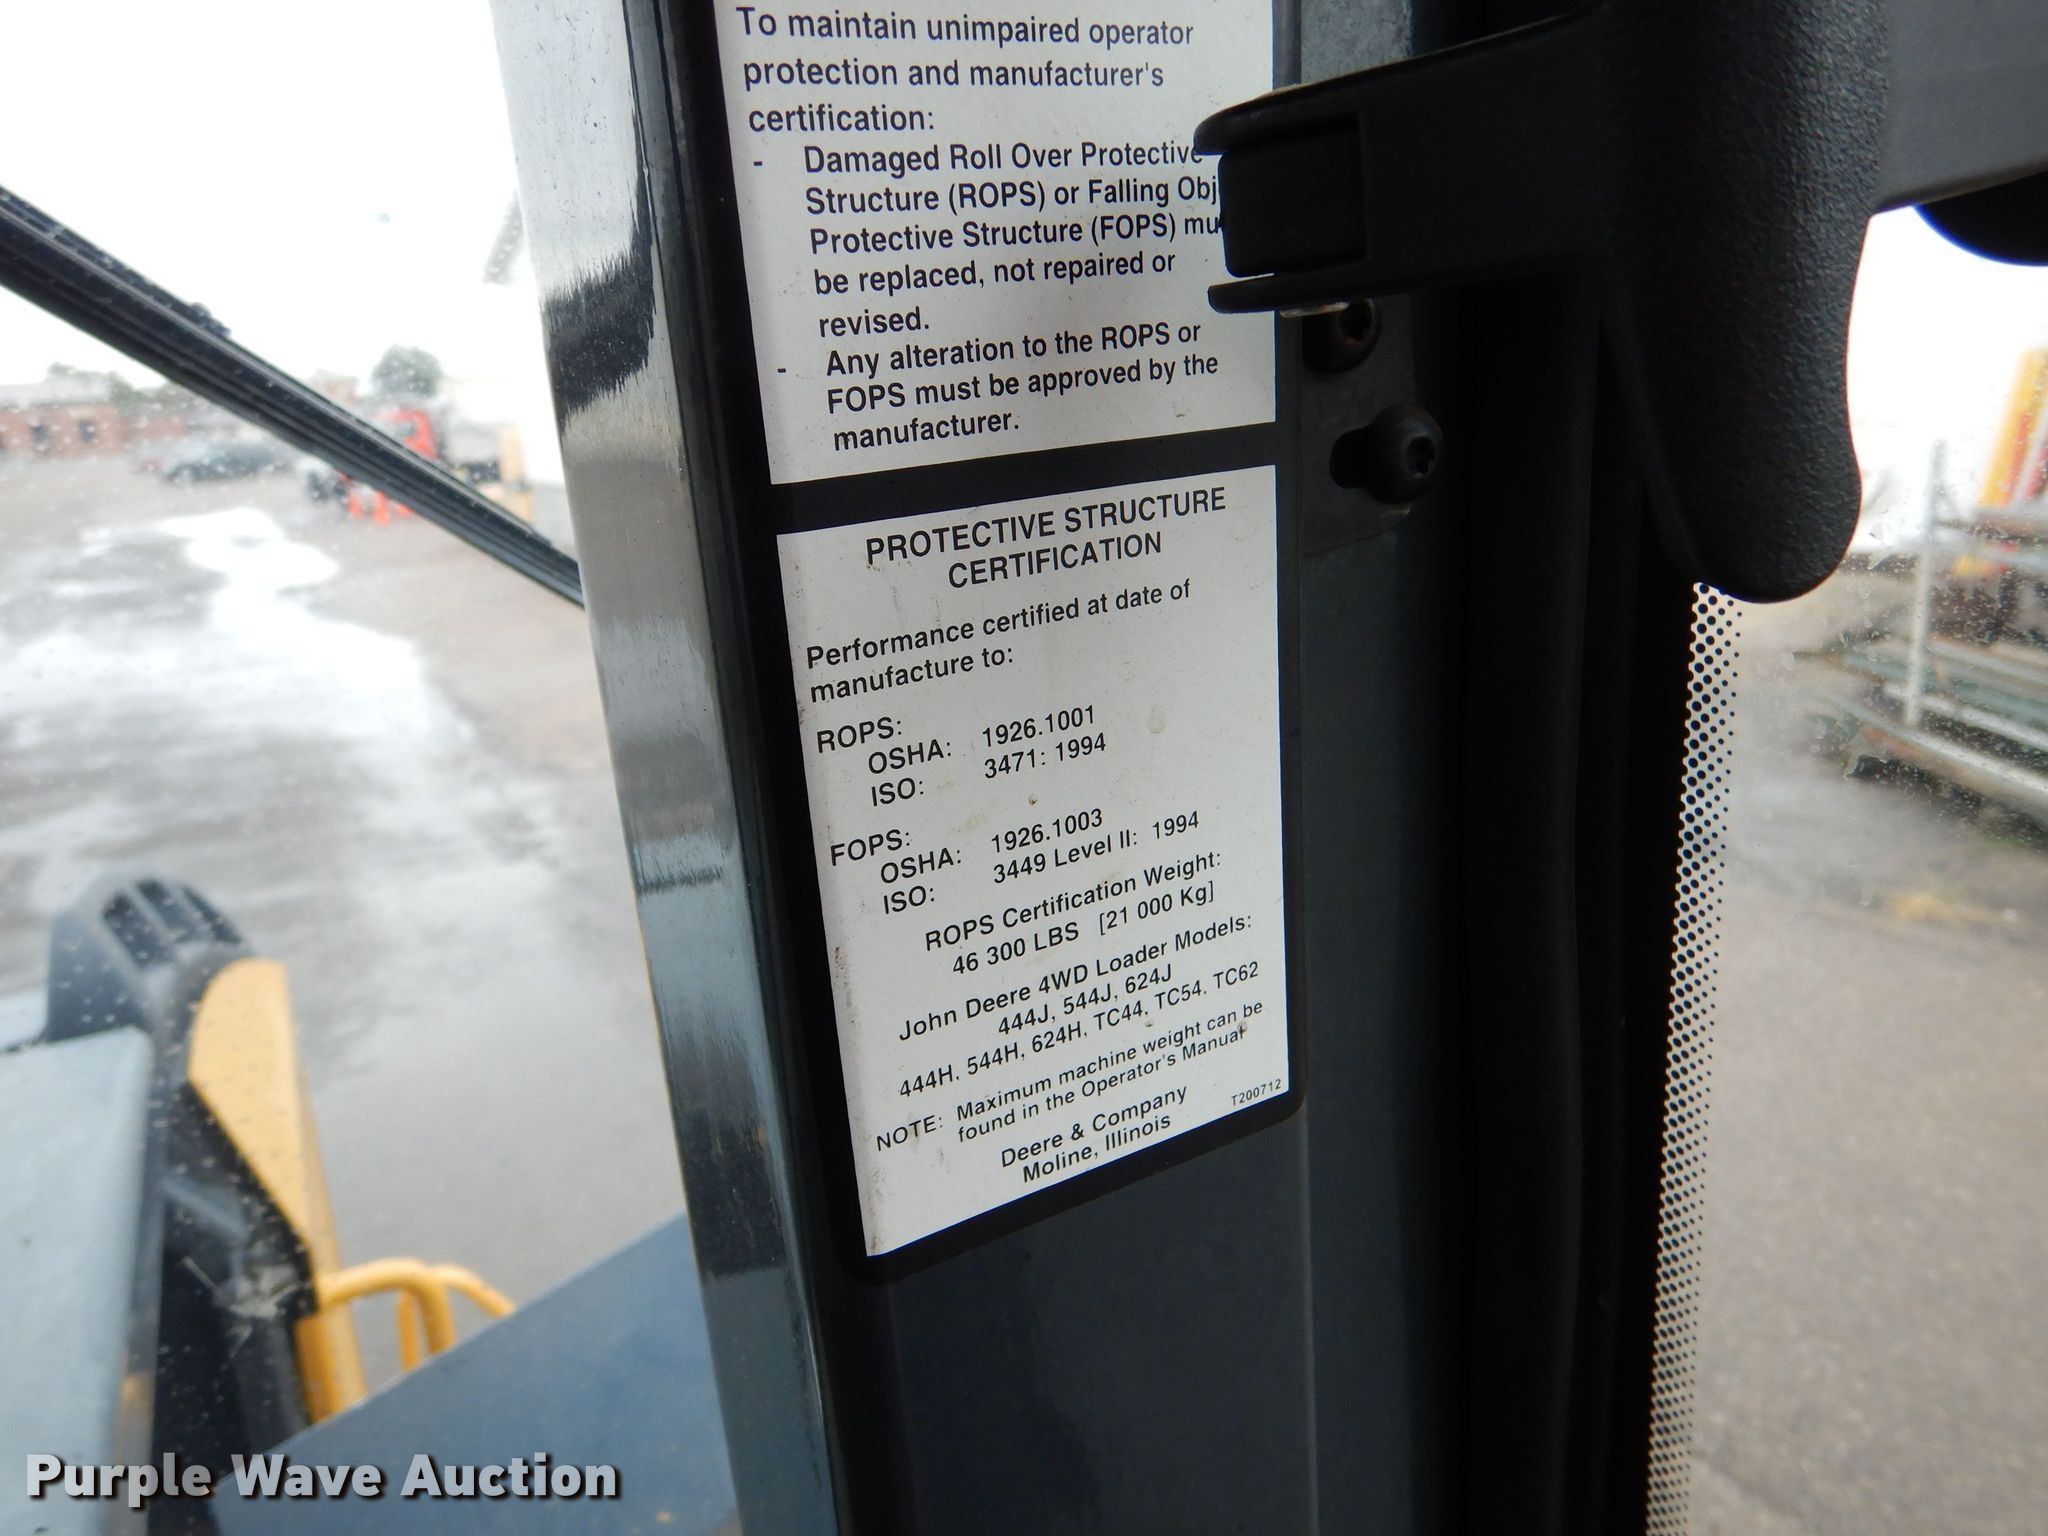 To maintain unimpaired operator
protection and manufacturer's
certification:
- Damaged Roll Over Protective
Structure (ROPS) or Falling Obj
Protective Structure (FOPS) mu
be replaced, not repaired or
revised.
- Any alteration to the ROPS or
FOPS must be approved by the
manufacturer.
PROTECTIVE STRUCTURE
CERTIFICATION
Performance certified at date of
manufacture to:
ROPS:
OSHA: 1926.1001
ISO: 3471: 1994
FOPS:
OSHA: 1926.1003
ISO: 3449 Level II: 1994
ROPS Certification Weight:
46 300 LBS [21 000 Kg]
John Deere 4WD Loader Models:
444J, 544J, 624J
444H, 544H, 624H, TC44, TC54, TC62
NOTE: Maximum machine weight can be
found in the Operator's Manual
Deere & Company
Moline, Illinois
T200712
Purple Wave Auction